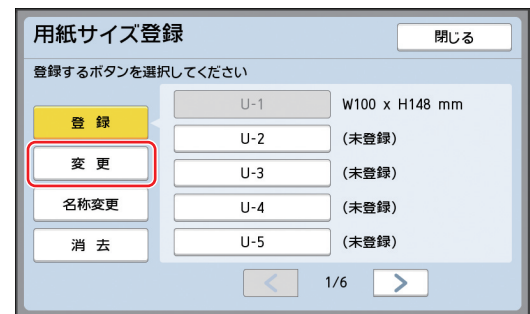 用紙サイズ登録
閉じる
登録するボタンを選択してください
登 録
変 更
名称変更
消 去
U-1 W100 x H148 mm
U-2 (未登録)
U-3 (未登録)
U-4 (未登録)
U-5 (未登録)
< 1/6 >